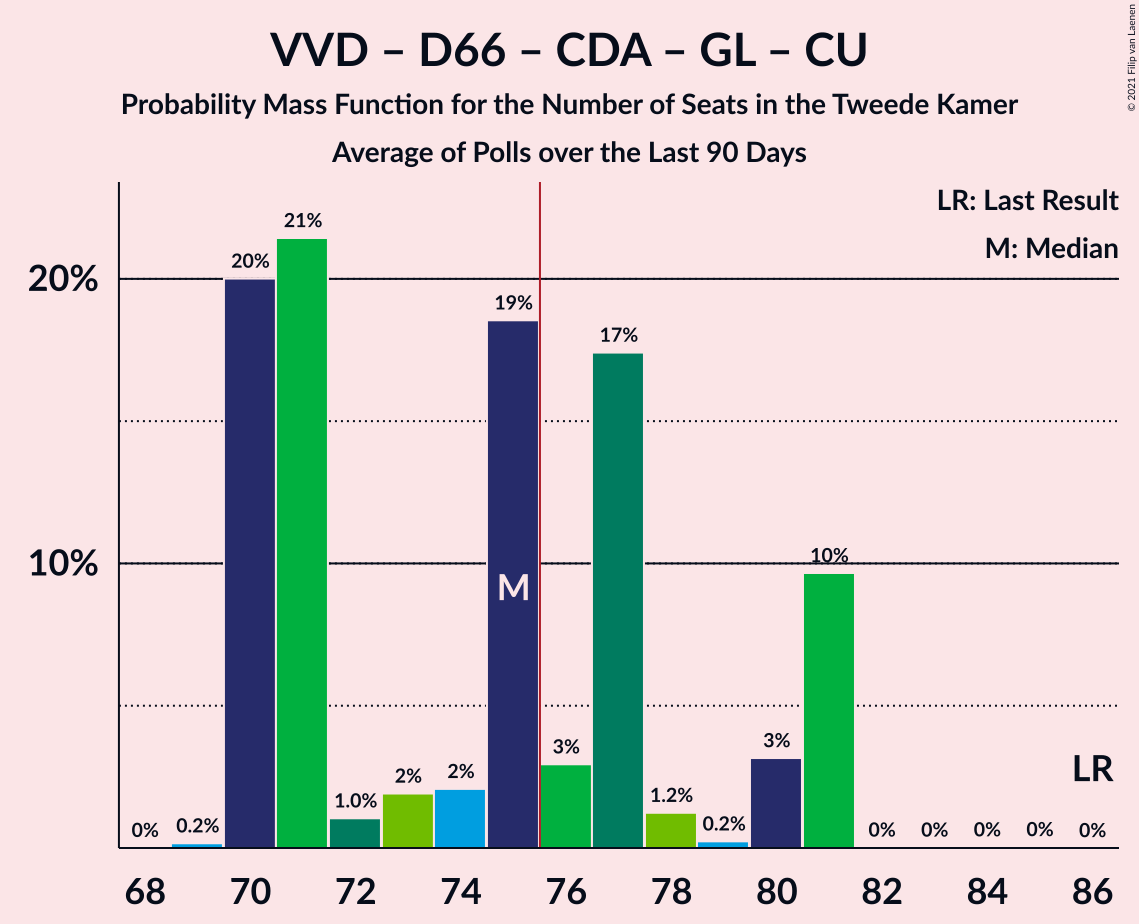 VVD – D66 – CDA – GL – CU
Probability Mass Function for the Number of Seats in the Tweede Kamer
Average of Polls over the Last 90 Days
© 2021 Filip van Laenen
LR: Last Result
M: Median
20%
10%
0%
0.2%
20%
21%
1.0%
2%
2%
19%
3%
17%
1.2%
0.2%
3%
10%
0%
0%
0%
0%
0%
M
LR
68 70 72 74 76 78 80 82 84 86